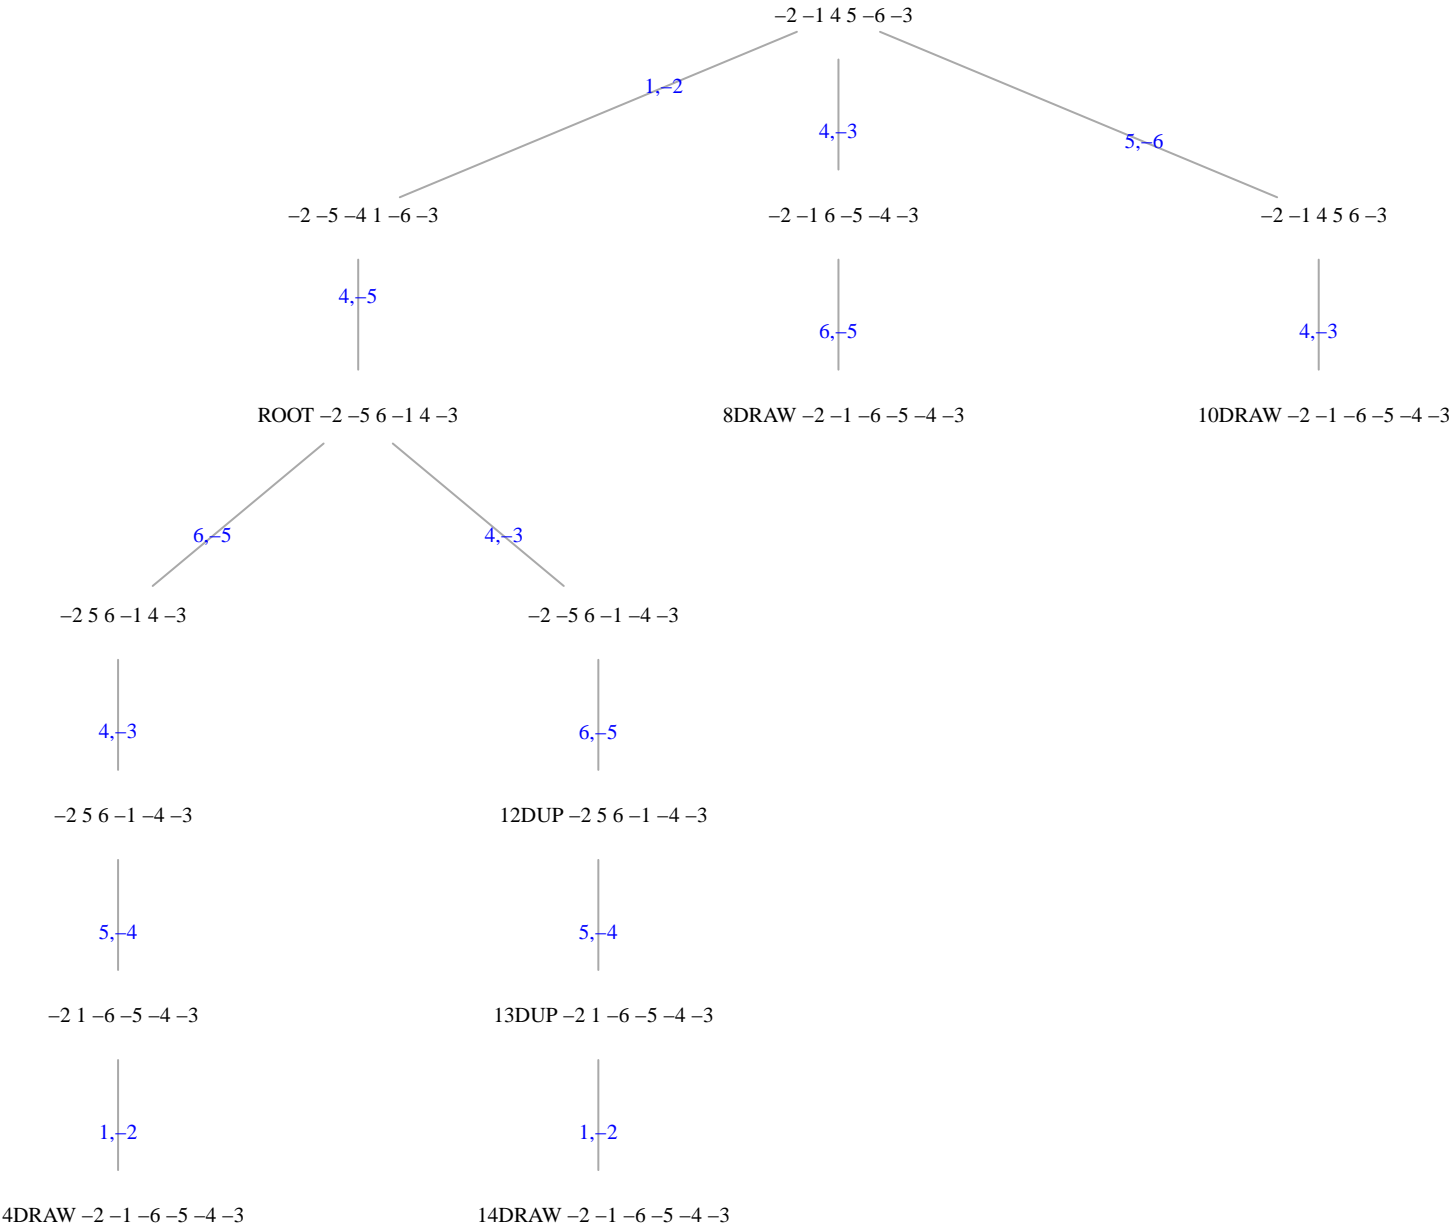 –2 –1 4 5 –6 –3
1,–2
4,–3
5,–6
–2 –5 –4 1 –6 –3
–2 –1 6 –5 –4 –3
–2 –1 4 5 6 –3
4,–5
6,–5
4,–3
ROOT –2 –5 6 –1 4 –3
8DRAW –2 –1 –6 –5 –4 –3
10DRAW –2 –1 –6 –5 –4 –3
6,–5
4,–3
–2 5 6 –1 4 –3
–2 –5 6 –1 –4 –3
4,–3
6,–5
–2 5 6 –1 –4 –3
12DUP –2 5 6 –1 –4 –3
5,–4
5,–4
–2 1 –6 –5 –4 –3
13DUP –2 1 –6 –5 –4 –3
1,–2
1,–2
4DRAW –2 –1 –6 –5 –4 –3
14DRAW –2 –1 –6 –5 –4 –3